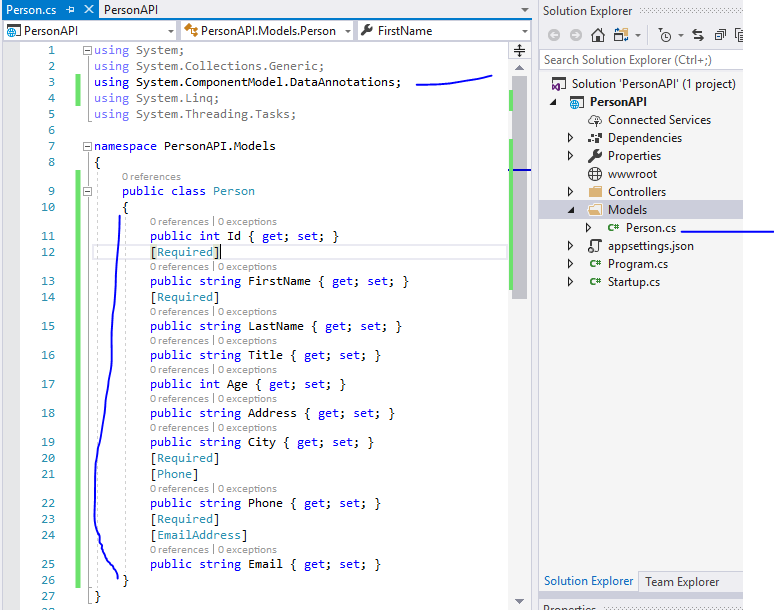 Person.cs PersonAPI
PersonAPI PersonAPI.Models.Person FirstName
1 using System;
2 using System.Collections.Generic;
3 using System.ComponentModel.DataAnnotations;
4 using System.Linq;
5 using System.Threading.Tasks;
6
7 namespace PersonAPI.Models
8 {
0 references
9 public class Person
10 {
0 references | 0 exceptions
11 public int Id { get; set; }
12 [Required]
0 references | 0 exceptions
13 public string FirstName { get; set; }
14 [Required]
0 references | 0 exceptions
15 public string LastName { get; set; }
0 references | 0 exceptions
16 public string Title { get; set; }
0 references | 0 exceptions
17 public int Age { get; set; }
0 references | 0 exceptions
18 public string Address { get; set; }
0 references | 0 exceptions
19 public string City { get; set; }
20 [Required]
21 [Phone]
0 references | 0 exceptions
22 public string Phone { get; set; }
23 [Required]
24 [EmailAddress]
0 references | 0 exceptions
25 public string Email { get; set; }
26 }
27 }
Solution Explorer
Search Solution Explorer (Ctrl+;)
Solution 'PersonAPI' (1 project)
PersonAPI
Connected Services
Dependencies
Properties
wwwroot
Controllers
Models
C# Person.cs
appsettings.json
C# Program.cs
C# Startup.cs
Solution Explorer Team Explorer
Properties